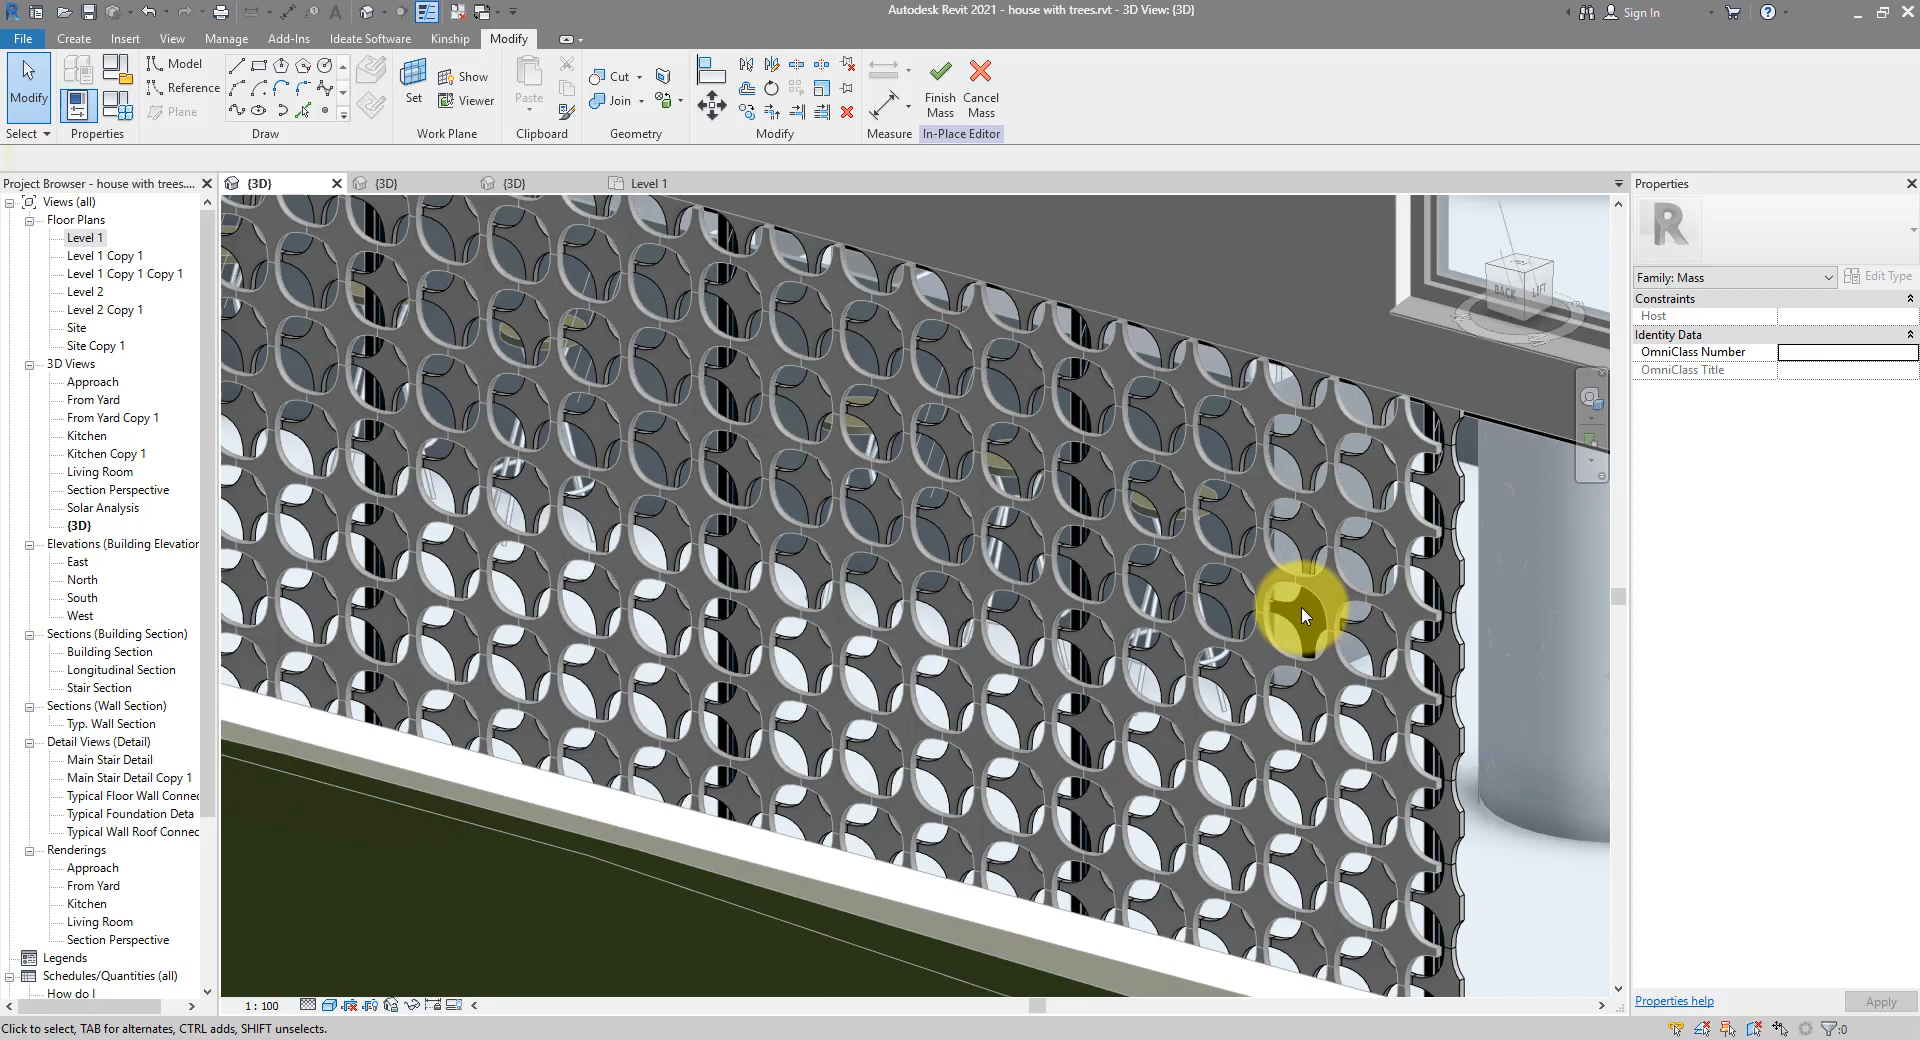 Autodesk Revit 2021 - house with trees.rvt - 3D View: {3D}
Sign In
File
Create
Insert
View
Manage
Add-Ins
Ideate Software
Kinship
Modify
Modify
Select
Properties
Model
Reference
Plane
Draw
Set
Show
Viewer
Work Plane
Paste
Clipboard
Cut
Join
Geometry
Modify
Measure
Finish
Mass
Cancel
Mass
In-Place Editor
Project Browser - house with trees....
{3D}
{3D}
{3D}
Level 1
Properties
Views (all)
Floor Plans
Level 1
Level 1 Copy 1
Level 1 Copy 1 Copy 1
Level 2
Level 2 Copy 1
Site
Site Copy 1
3D Views
Approach
From Yard
From Yard Copy 1
Kitchen
Kitchen Copy 1
Living Room
Section Perspective
Solar Analysis
{3D}
Elevations (Building Elevation
East
North
South
West
Sections (Building Section)
Building Section
Longitudinal Section
Stair Section
Sections (Wall Section)
Typ. Wall Section
Detail Views (Detail)
Main Stair Detail
Main Stair Detail Copy 1
Typical Floor Wall Connec
Typical Foundation Deta
Typical Wall Roof Connec
Renderings
Approach
From Yard
Kitchen
Living Room
Section Perspective
Legends
Schedules/Quantities (all)
How do I
BACK
LEFT
R
Family: Mass
Edit Type
Constraints
Host
Identity Data
OmniClass Number
OmniClass Title
Properties help
Apply
1 : 100
Click to select, TAB for alternates, CTRL adds, SHIFT unselects.
:0